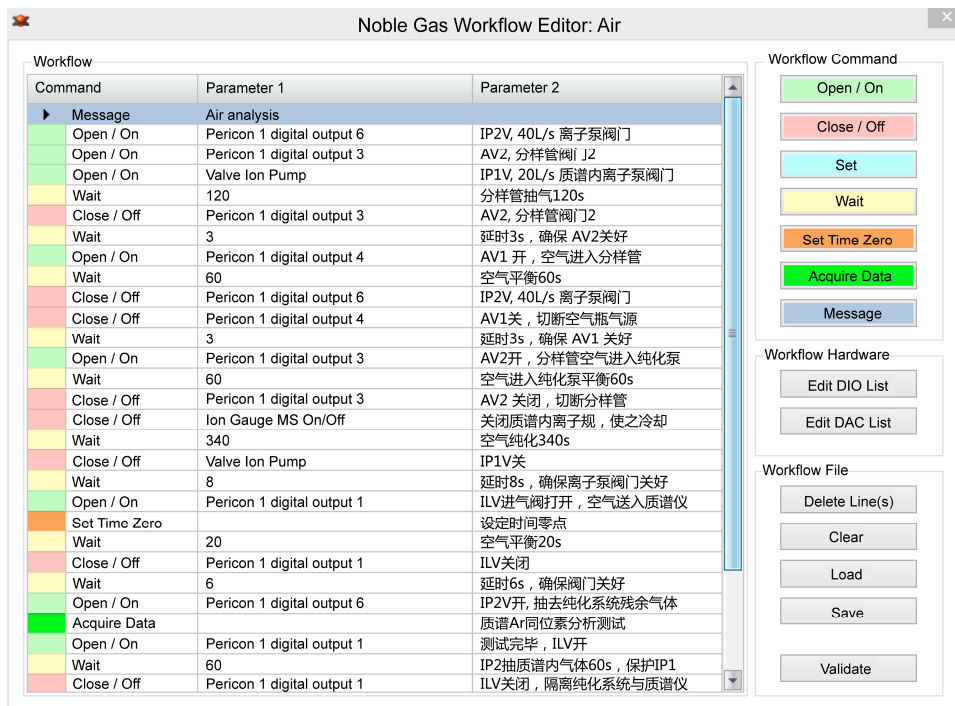 Noble Gas Workflow Editor: Air
Workflow
Command Parameter 1 Parameter 2
Message Air analysis
Open / On Pericon 1 digital output 6 IP2V, 40L/s 离子泵阀门
Open / On Pericon 1 digital output 3 AV2, 分样管阀门2
Open / On Valve Ion Pump IP1V, 20L/s 质谱内离子泵阀门
Wait 120 分样管抽气120s
Close / Off Pericon 1 digital output 3 AV2, 分样管阀门2
Wait 3 延时3s，确保 AV2关好
Open / On Pericon 1 digital output 4 AV1 开，空气进入分样管
Wait 60 空气平衡60s
Close / Off Pericon 1 digital output 6 IP2V, 40L/s 离子泵阀门
Close / Off Pericon 1 digital output 4 AV1关，切断空气瓶气源
Wait 3 延时3s，确保 AV1 关好
Open / On Pericon 1 digital output 3 AV2开，分样管空气进入纯化泵
Wait 60 空气进入纯化泵平衡60s
Close / Off Pericon 1 digital output 3 AV2 关闭，切断分样管
Close / Off Ion Gauge MS On/Off 关闭质谱内离子规，使之冷却
Wait 340 空气纯化340s
Close / Off Valve Ion Pump IP1V关
Wait 8 延时8s，确保离子泵阀门关好
Open / On Pericon 1 digital output 1 ILV进气阀打开，空气送入质谱仪
Set Time Zero 设定时间零点
Wait 20 空气平衡20s
Close / Off Pericon 1 digital output 1 ILV关闭
Wait 6 延时6s，确保阀门关好
Open / On Pericon 1 digital output 6 IP2V开, 抽去纯化系统残余气体
Acquire Data 质谱Ar同位素分析测试
Open / On Pericon 1 digital output 1 测试完毕，ILV开
Wait 60 IP2抽质谱内气体60s，保护IP1
Close / Off Pericon 1 digital output 1 ILV关闭，隔离纯化系统与质谱仪
Workflow Command
Open / On
Close / Off
Set
Wait
Set Time Zero
Acquire Data
Message
Workflow Hardware
Edit DIO List
Edit DAC List
Workflow File
Delete Line(s)
Clear
Load
Save
Validate